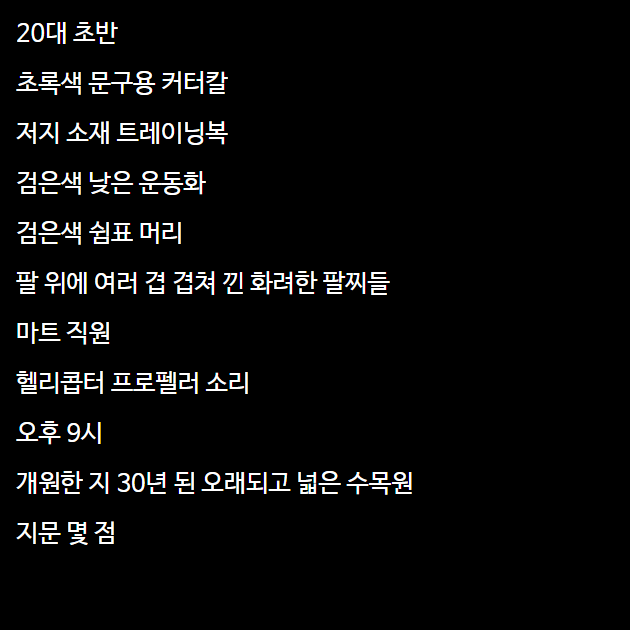 20대 초반
초록색 문구용 커터칼
저지 소재 트레이닝복
검은색 낮은 운동화
검은색 쉼표 머리
팔 위에 여러 겹 겹쳐 낀 화려한 팔찌들
마트 직원
헬리콥터 프로펠러 소리
오후 9시
개원한 지 30년 된 오래되고 넓은 수목원
지문 몇 점